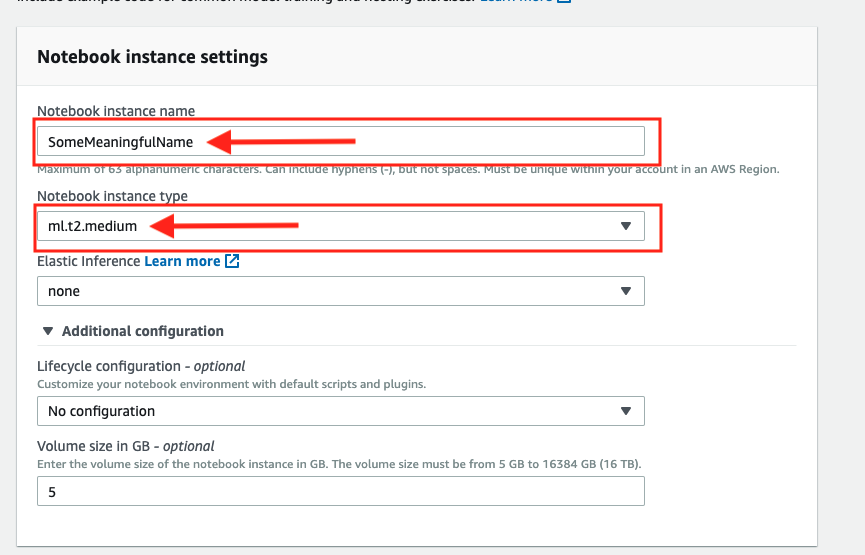 Include example code for common model training and hosting exercises. Learn more
Notebook instance settings
Notebook instance name
SomeMeaningfulName
Maximum of 63 alphanumeric characters. Can include hyphens (-), but not spaces. Must be unique within your account in an AWS Region.
Notebook instance type
ml.t2.medium
Elastic Inference Learn more
none
Additional configuration
Lifecycle configuration - optional
Customize your notebook environment with default scripts and plugins.
No configuration
Volume size in GB - optional
Enter the volume size of the notebook instance in GB. The volume size must be from 5 GB to 16384 GB (16 TB).
5